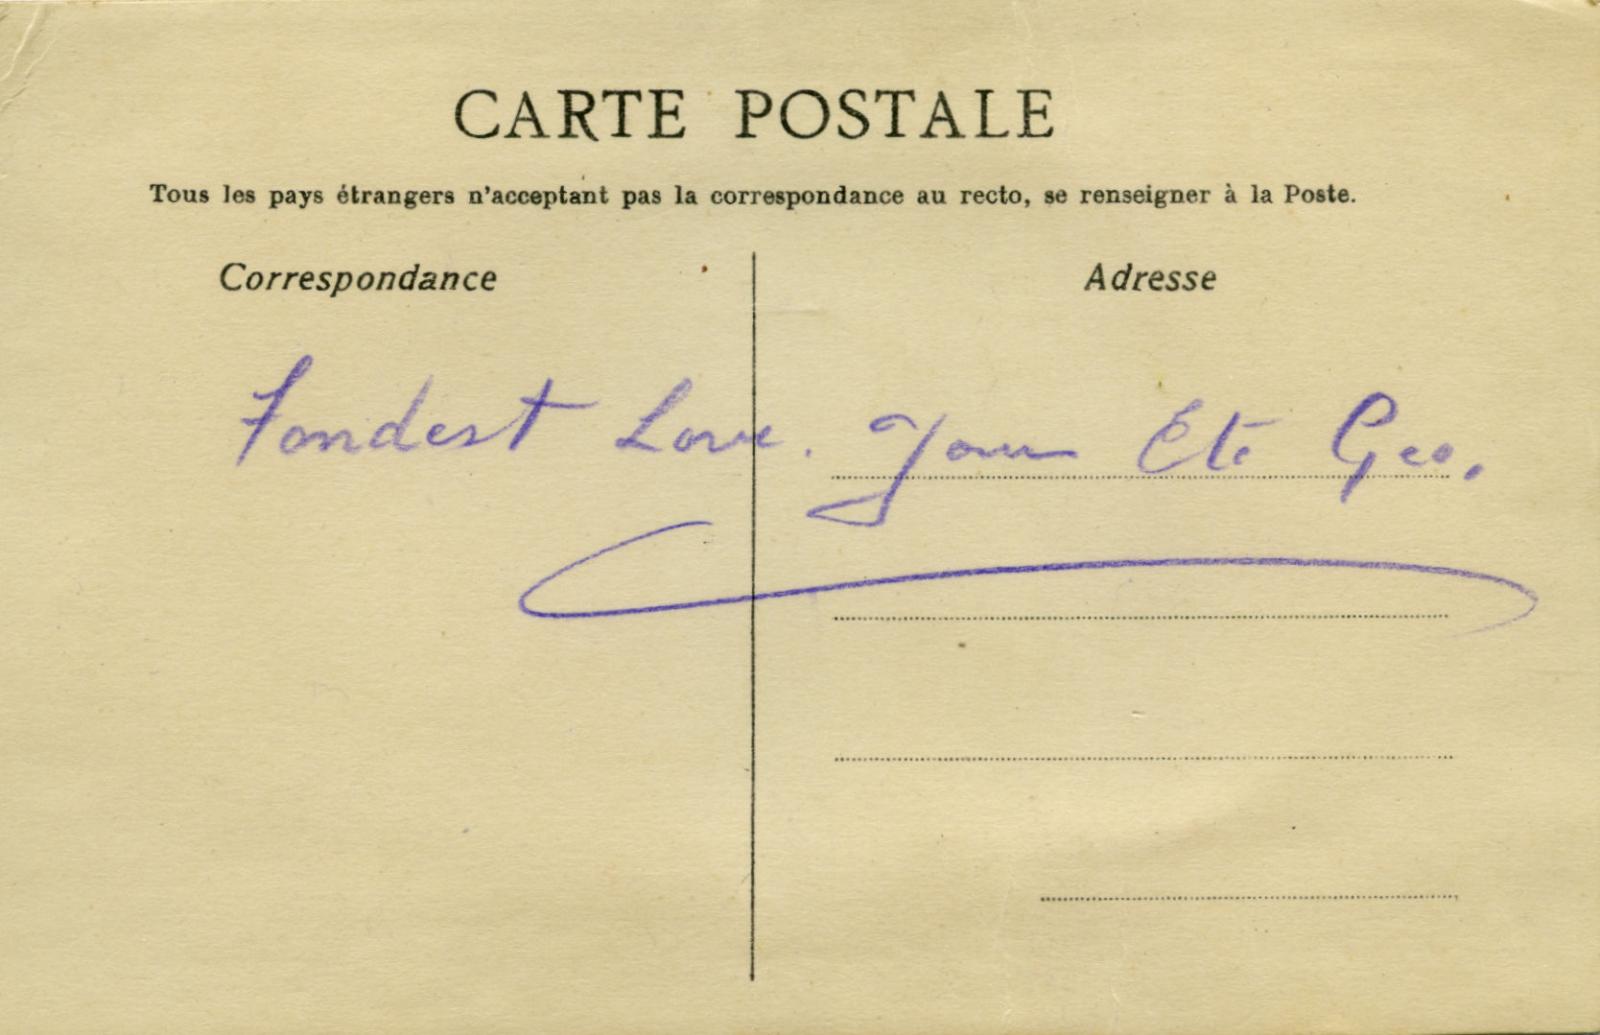 CARTE POSTALE
Tous les pays étrangers n'acceptant pas la correspondance au recto, se renseigner à la Poste.
Correspondance Adresse
Fondest Love. Your Etc Geo.